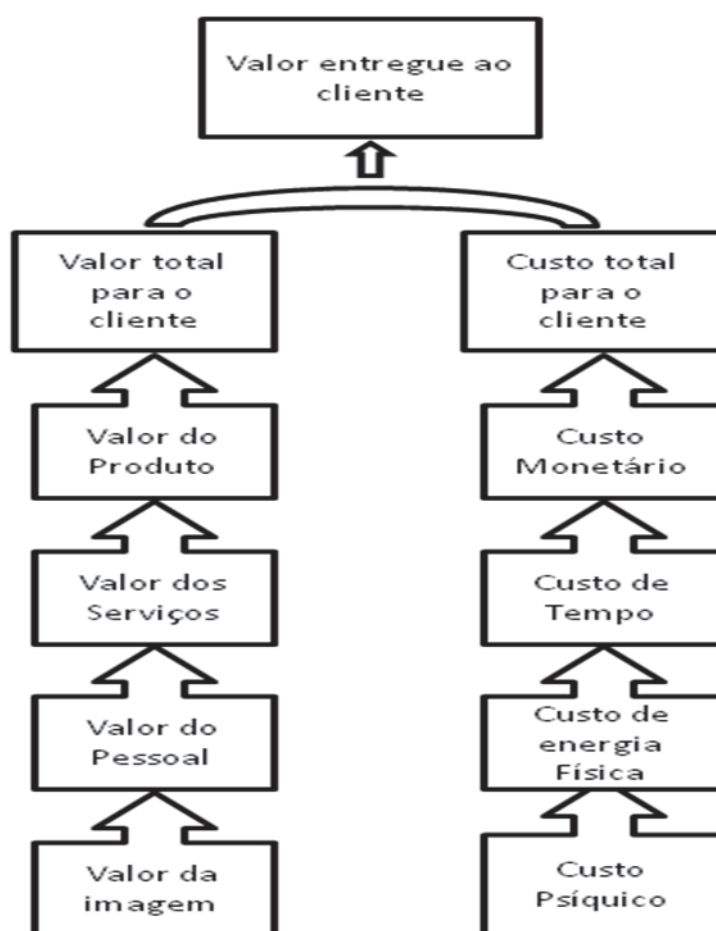 Valor entregue ao
cliente
Valor total
para o
cliente
Custo total
para o
cliente
Valor do
Produto
Custo
Monetário
Valor dos
Serviços
Custo de
Tempo
Valor do
Pessoal
Custo de
energia
Física
Valor da
imagem
Custo
Psíquico